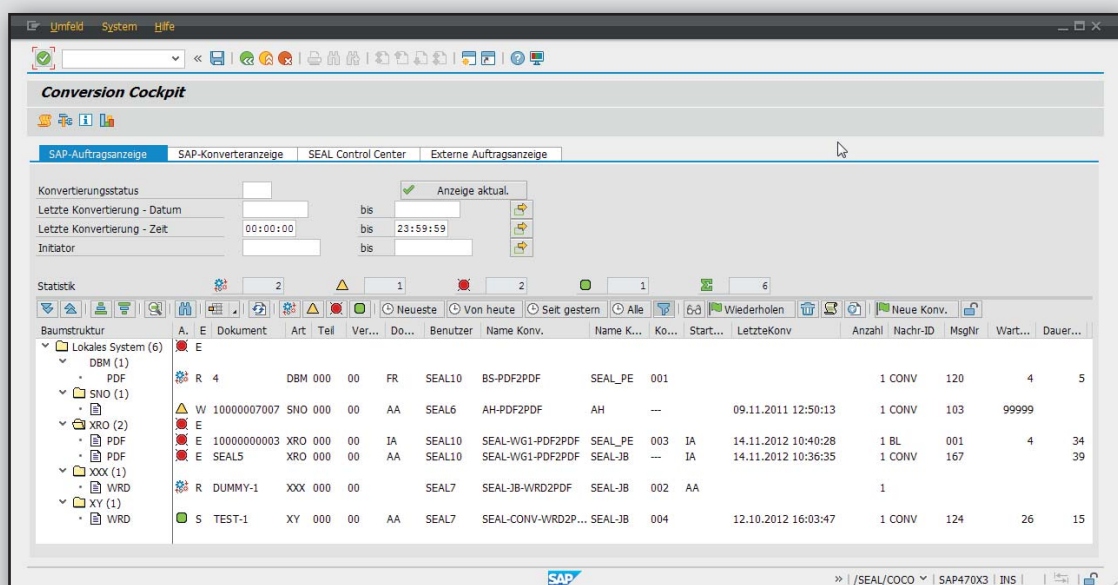 Umfeld System Hilfe
Conversion Cockpit
SAP-Auftragsanzeige SAP-Konverteranzeige SEAL Control Center Externe Auftragsanzeige
Konvertierungsstatus Anzeige aktual.
Letzte Konvertierung - Datum bis
Letzte Konvertierung - Zeit 00:00:00 bis 23:59:59
Initiator bis
Statistik 2 1 2 1 6
Neueste Von heute Seit gestern Alle Wiederholen Neue Konv.
Baumstruktur A. E Dokument Art Teil Ver... Do... Benutzer Name Konv. Name K... Ko... Start... LetzteKonv Anzahl Nachr-ID MsgNr Wart... Dauer...
Lokales System (6) E
DBM (1)
PDF R 4 DBM 000 00 FR SEAL10 BS-PDF2PDF SEAL_PE 001 1 CONV 120 4 5
SNO (1)
W 10000007007 SNO 000 00 AA SEAL6 AH-PDF2PDF AH --- 09.11.2011 12:50:13 1 CONV 103 99999
XRO (2) E
PDF E 10000000003 XRO 000 00 IA SEAL10 SEAL-WG1-PDF2PDF SEAL_PE 003 IA 14.11.2012 10:40:28 1 BL 001 4 34
PDF E SEAL5 XRO 000 00 AA SEAL10 SEAL-WG1-PDF2PDF SEAL-JB --- IA 14.11.2012 10:36:35 1 CONV 167 39
XXX (1)
WRD R DUMMY-1 XXX 000 00 SEAL7 SEAL-JB-WRD2PDF SEAL-JB 002 AA 1
XY (1)
WRD S TEST-1 XY 000 00 AA SEAL7 SEAL-CONV-WRD2P... SEAL-JB 004 12.10.2012 16:03:47 1 CONV 124 26 15
SAP » /SEAL/COCO SAP470X3 INS